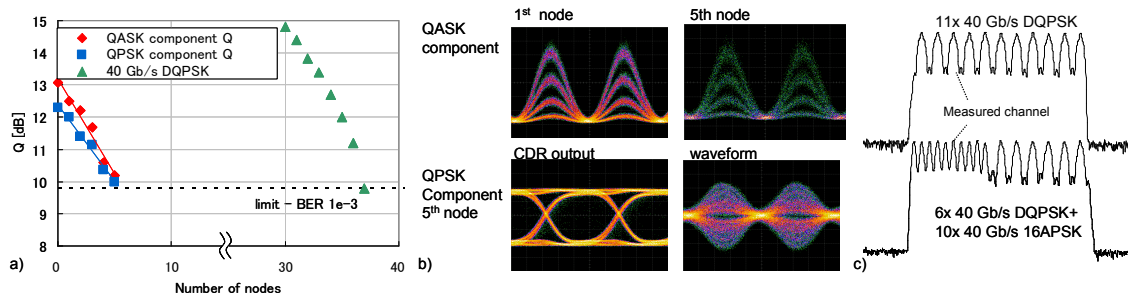 15
14
13
12
11
10
9
8
Q [dB]
QASK component Q
QPSK component Q
40 Gb/s DQPSK
limit – BER 1e-3
0
10
30
40
Number of nodes
a)
QASK
component
1st node
5th node
QPSK
Component
5th node
CDR output
waveform
b)
11x 40 Gb/s DQPSK
Measured channel
6x 40 Gb/s DQPSK+
10x 40 Gb/s 16APSK
c)